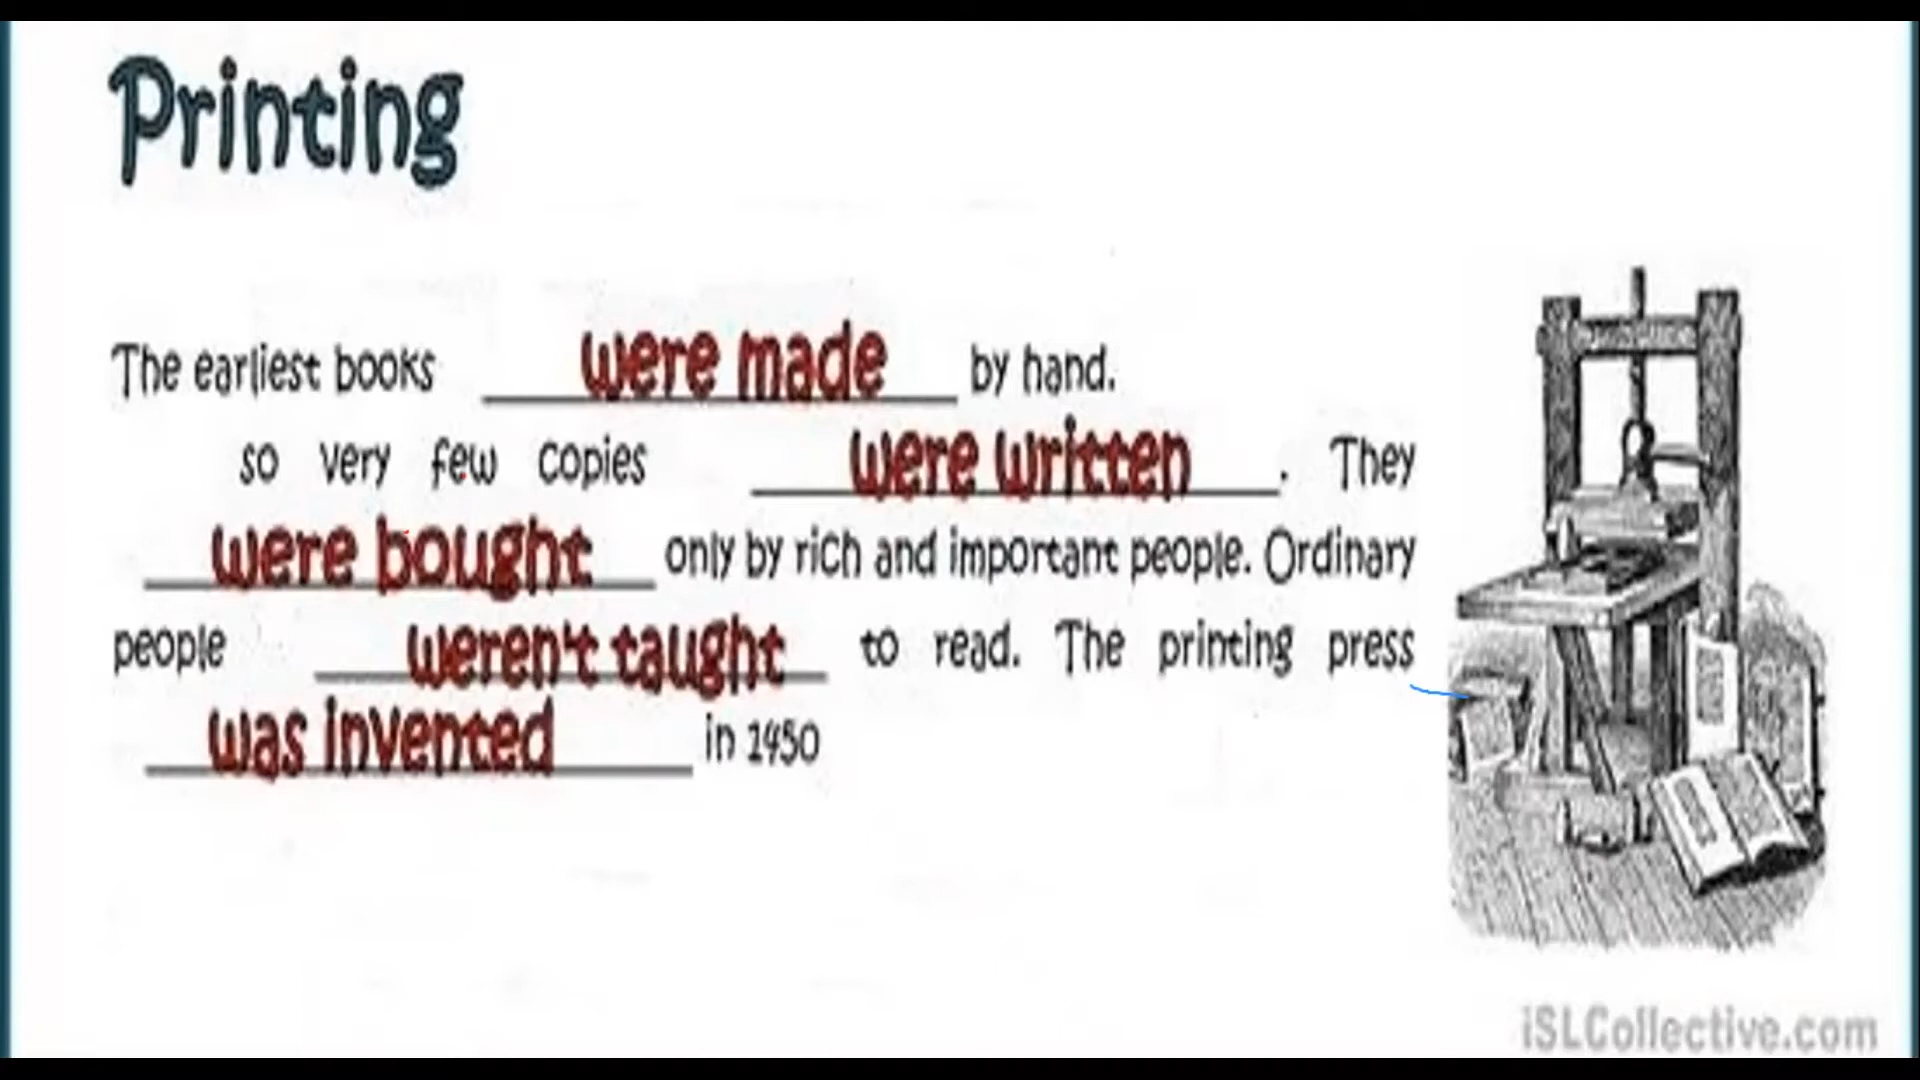 Printing
The earliest books were made by hand.
so very few copies were written. They
were bought only by rich and important people. Ordinary
people weren't taught to read. The printing press
was invented in 1450
iSLCollective.com